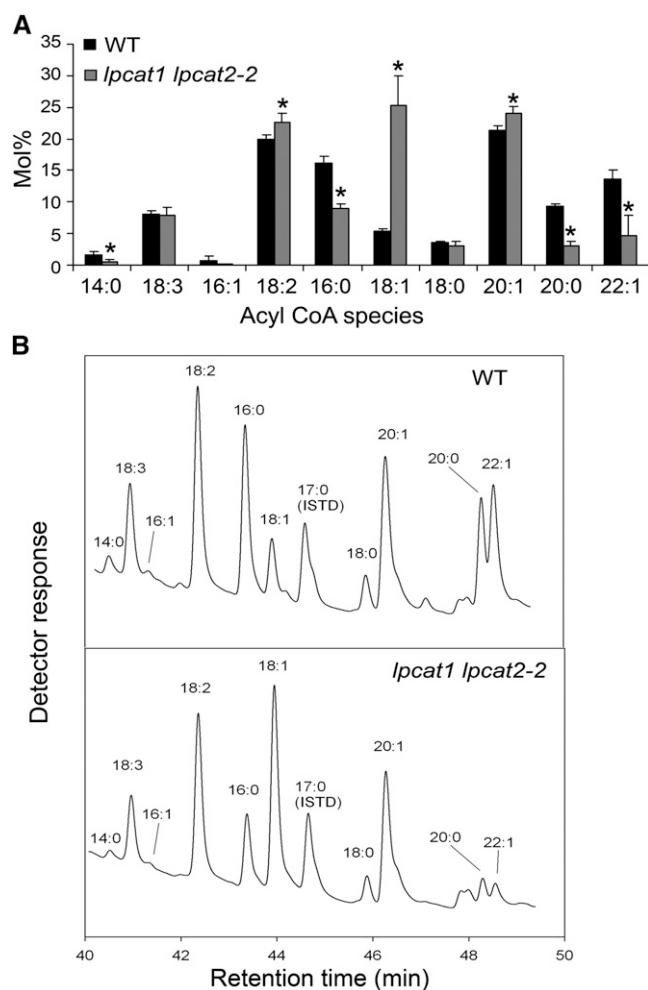 A
WT
lpcat1 lpcat2-2
Mol%
35
30
25
20
15
10
5
0
* * * * * * *
14:0 18:3 16:1 18:2 16:0 18:1 18:0 20:1 20:0 22:1
Acyl CoA species
B
WT
18:2
16:0
20:1
20:0
22:1
18:3
17:0
(ISTD)
16:1
18:1
14:0
18:0
Detector response
lpcat1 lpcat2-2
18:1
18:2
20:1
18:3
16:0
17:0
(ISTD)
16:1
14:0
18:0
20:0
22:1
40 42 44 46 48 50
Retention time (min)